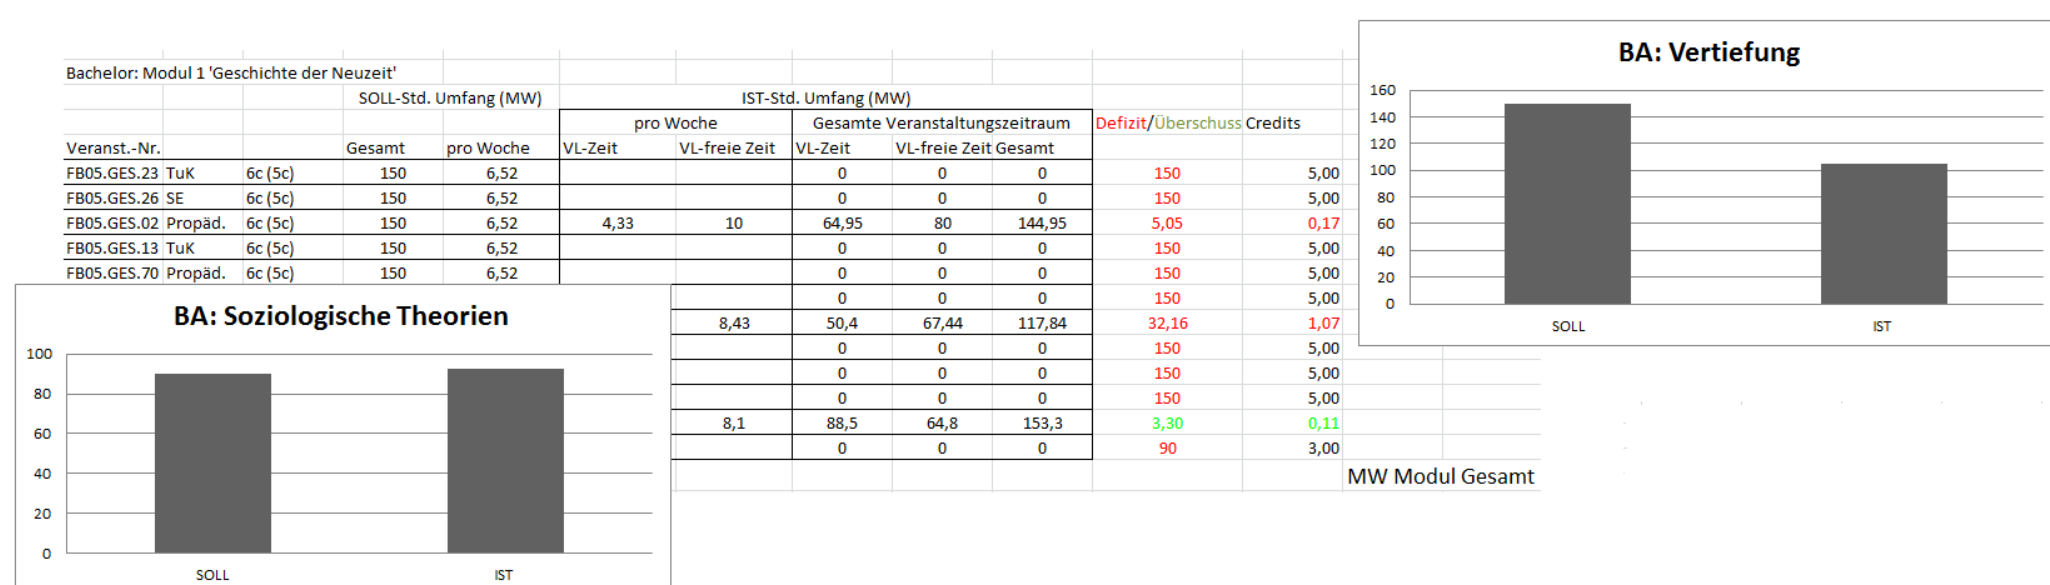 BA: Vertiefung
160
140
120
100
80
60
40
20
0
SOLL IST
Bachelor: Modul 1 'Geschichte der Neuzeit'
SOLL-Std. Umfang (MW) IST-Std. Umfang (MW)
pro Woche Gesamte Veranstaltungszeitraum Defizit/Überschuss Credits
Veranst.-Nr. Gesamt pro Woche VL-Zeit VL-freie Zeit VL-Zeit VL-freie Zeit Gesamt
FB05.GES.23 TuK 6c (5c) 150 6,52 0 0 0 150 5,00
FB05.GES.26 SE 6c (5c) 150 6,52 0 0 0 150 5,00
FB05.GES.02 Propäd. 6c (5c) 150 6,52 4,33 10 64,95 80 144,95 5,05 0,17
FB05.GES.13 TuK 6c (5c) 150 6,52 0 0 0 150 5,00
FB05.GES.70 Propäd. 6c (5c) 150 6,52 0 0 0 150 5,00
0 0 0 150 5,00
8,43 50,4 67,44 117,84 32,16 1,07
0 0 0 150 5,00
0 0 0 150 5,00
0 0 0 150 5,00
8,1 88,5 64,8 153,3 3,30 0,11
0 0 0 90 3,00
MW Modul Gesamt
BA: Soziologische Theorien
100
80
60
40
20
0
SOLL IST